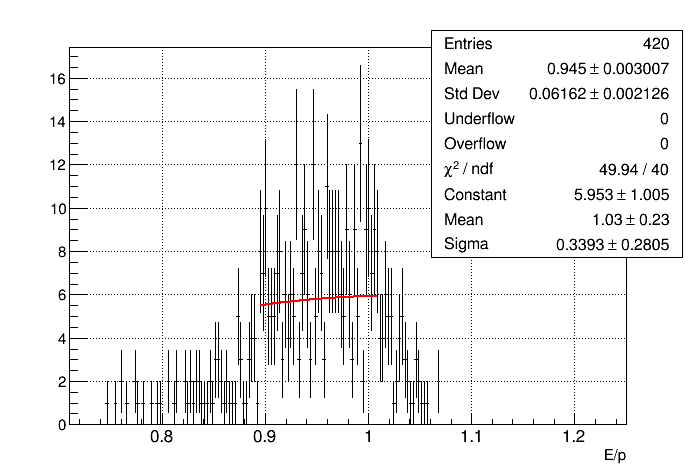 Entries 420
Mean 0.945 ± 0.003007
Std Dev 0.06162 ± 0.002126
Underflow 0
Overflow 0
χ² / ndf 49.94 / 40
Constant 5.953 ± 1.005
Mean 1.03 ± 0.23
Sigma 0.3393 ± 0.2805
16
14
12
10
8
6
4
2
0
0.8 0.9 1 1.1 1.2
E/p